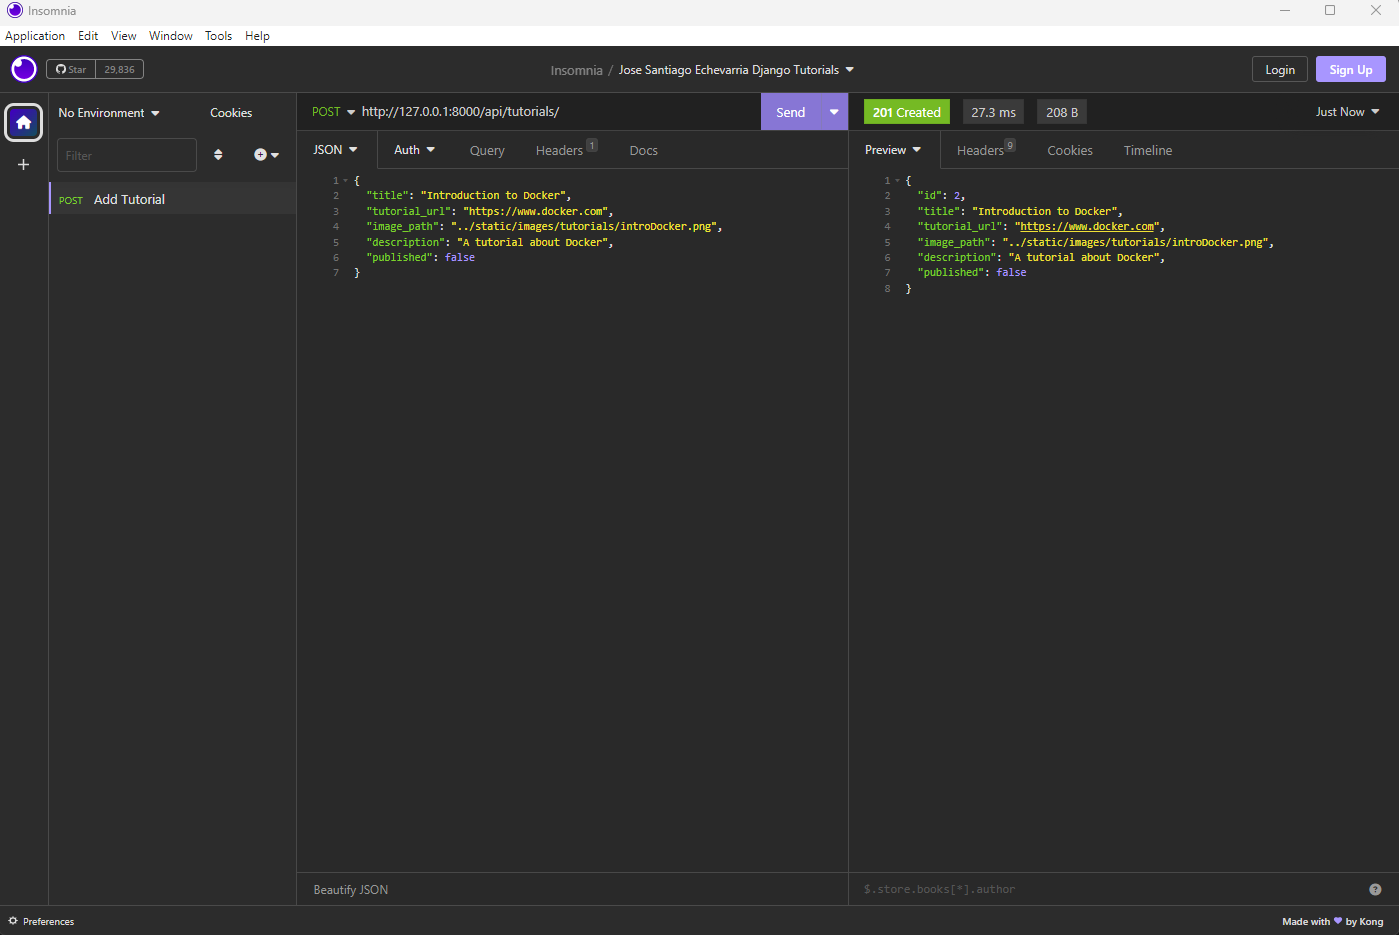 Insomnia
Application Edit View Window Tools Help
Star 29,836
Insomnia / Jose Santiago Echevarria Django Tutorials
Login Sign Up
No Environment Cookies
POST http://127.0.0.1:8000/api/tutorials/ Send
201 Created 27.3 ms 208 B Just Now
Filter
JSON Auth Query Headers 1 Docs
Preview Headers 9 Cookies Timeline
POST Add Tutorial
1 {
2 "title": "Introduction to Docker",
3 "tutorial_url": "https://www.docker.com",
4 "image_path": "../static/images/tutorials/introDocker.png",
5 "description": "A tutorial about Docker",
6 "published": false
7 }
1 {
2 "id": 2,
3 "title": "Introduction to Docker",
4 "tutorial_url": "https://www.docker.com",
5 "image_path": "../static/images/tutorials/introDocker.png",
6 "description": "A tutorial about Docker",
7 "published": false
8 }
Beautify JSON
$.store.books[*].author
Preferences
Made with ♥ by Kong